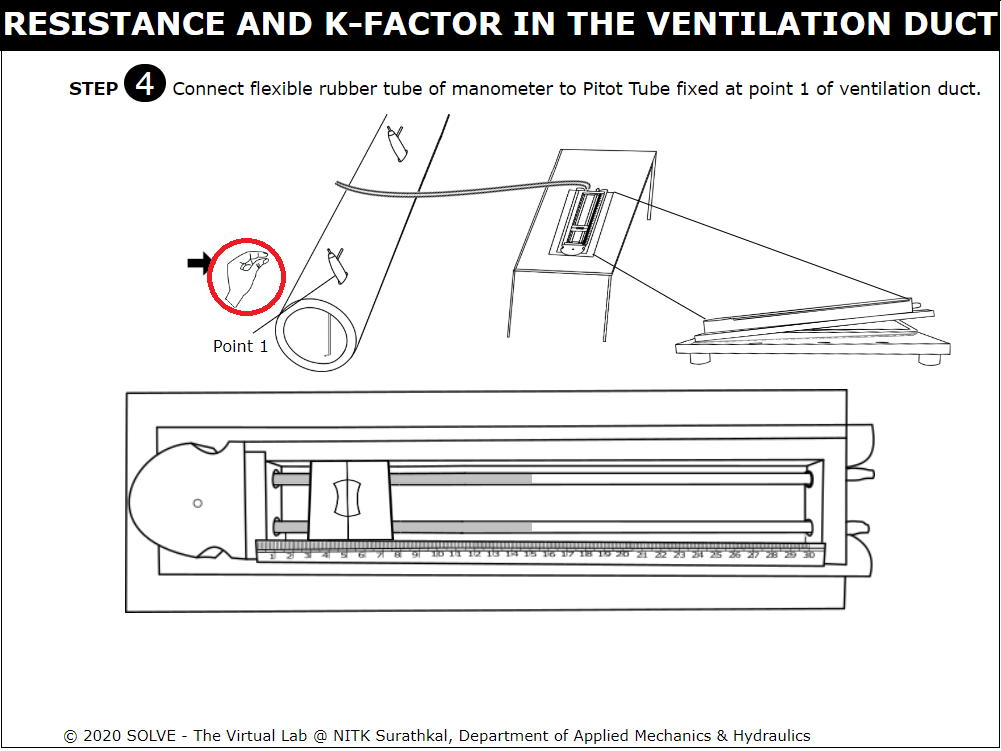 RESISTANCE AND K-FACTOR IN THE VENTILATION DUCT
STEP 4 Connect flexible rubber tube of manometer to Pitot Tube fixed at point 1 of ventilation duct.
Point 1
1 2 3 4 5 6 7 8 9 10 11 12 13 14 15 16 17 18 19 20 21 22 23 24 25 26 27 28 29 30
© 2020 SOLVE - The Virtual Lab @ NITK Surathkal, Department of Applied Mechanics & Hydraulics